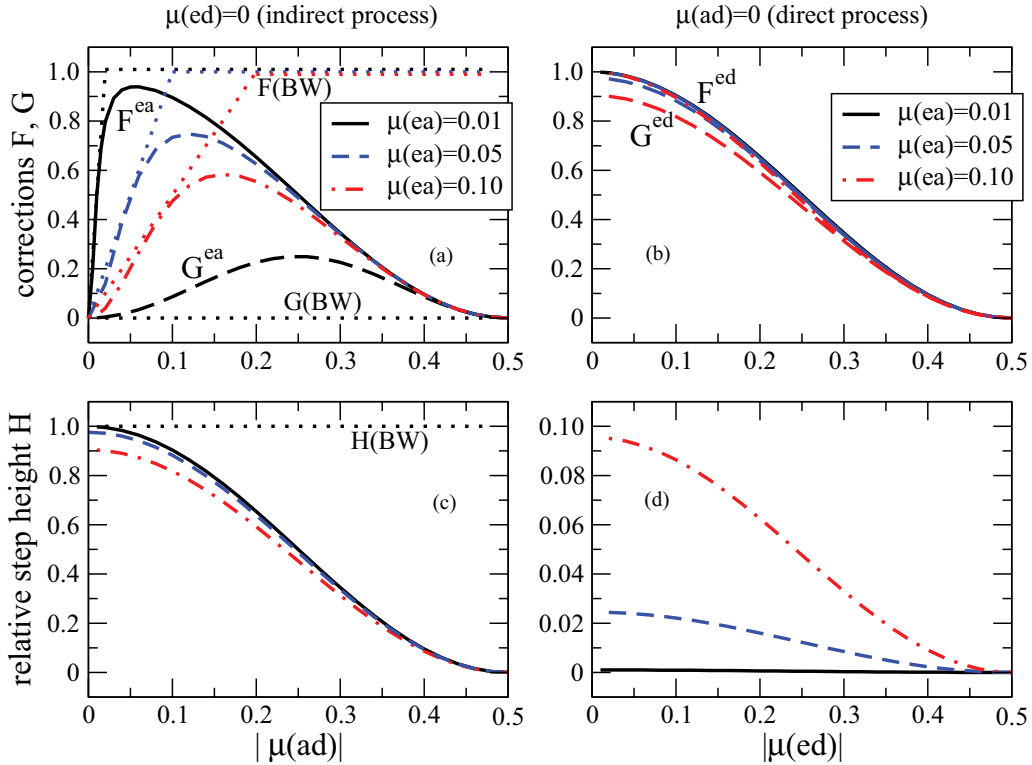 μ(ed)=0 (indirect process)
μ(ad)=0 (direct process)
corrections F, G
1.0
0.8
0.6
0.4
0.2
0
F^ea
F(BW)
μ(ea)=0.01
μ(ea)=0.05
μ(ea)=0.10
G^ea
(a)
G(BW)
0 0.1 0.2 0.3 0.4 0.5
1.0
0.8
0.6
0.4
0.2
0
F^ed
G^ed
μ(ea)=0.01
μ(ea)=0.05
μ(ea)=0.10
(b)
0 0.1 0.2 0.3 0.4 0.5
relative step height H
1.0
0.8
0.6
0.4
0.2
0
H(BW)
(c)
0 0.1 0.2 0.3 0.4 0.5
| μ(ad)|
0.10
0.08
0.06
0.04
0.02
0
(d)
0 0.1 0.2 0.3 0.4 0.5
|μ(ed)|